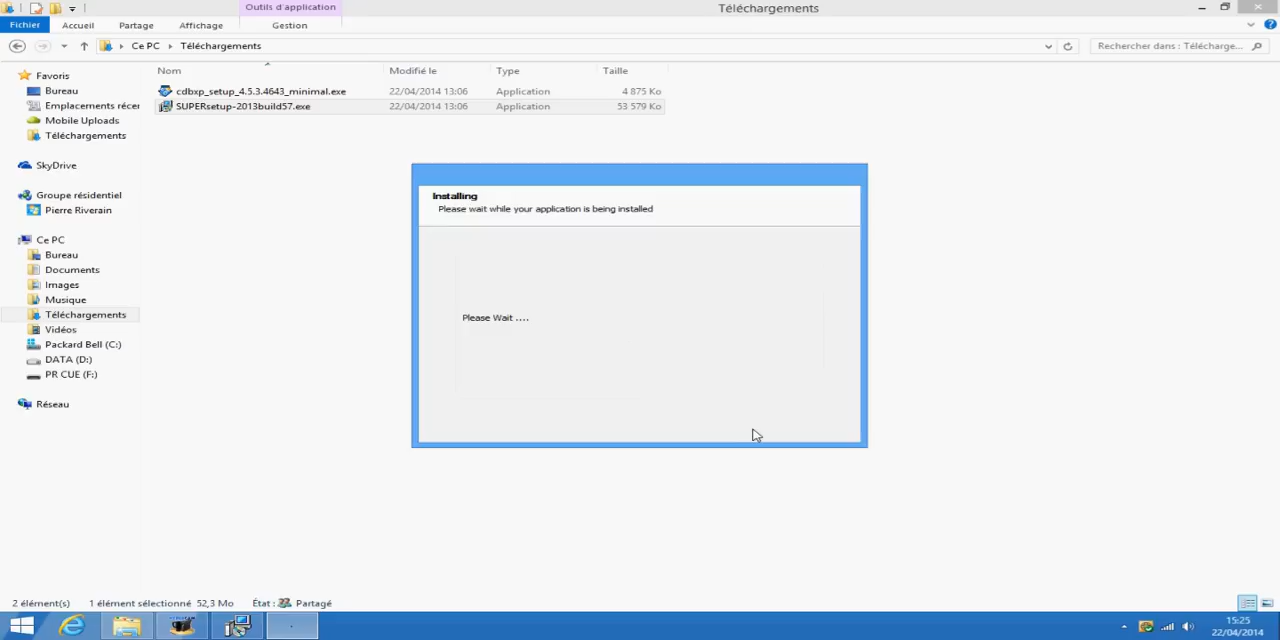 Outils d'application
Téléchargements
Fichier
Accueil
Partage
Affichage
Gestion
Ce PC
Téléchargements
Rechercher dans : Télécharge...
Nom
Modifié le
Type
Taille
cdbxp_setup_4.5.3.4643_minimal.exe
22/04/2014 13:06
Application
4 875 Ko
SUPERsetup-2013build57.exe
22/04/2014 13:06
Application
53 579 Ko
Favoris
Bureau
Emplacements récer
Mobile Uploads
Téléchargements
SkyDrive
Groupe résidentiel
Pierre Riverain
Ce PC
Bureau
Documents
Images
Musique
Téléchargements
Vidéos
Packard Bell (C:)
DATA (D:)
PR CUE (F:)
Réseau
Installing
Please wait while your application is being installed
Please Wait ....
2 élément(s)
1 élément sélectionné 52,3 Mo
État : Partagé
15:25
22/04/2014